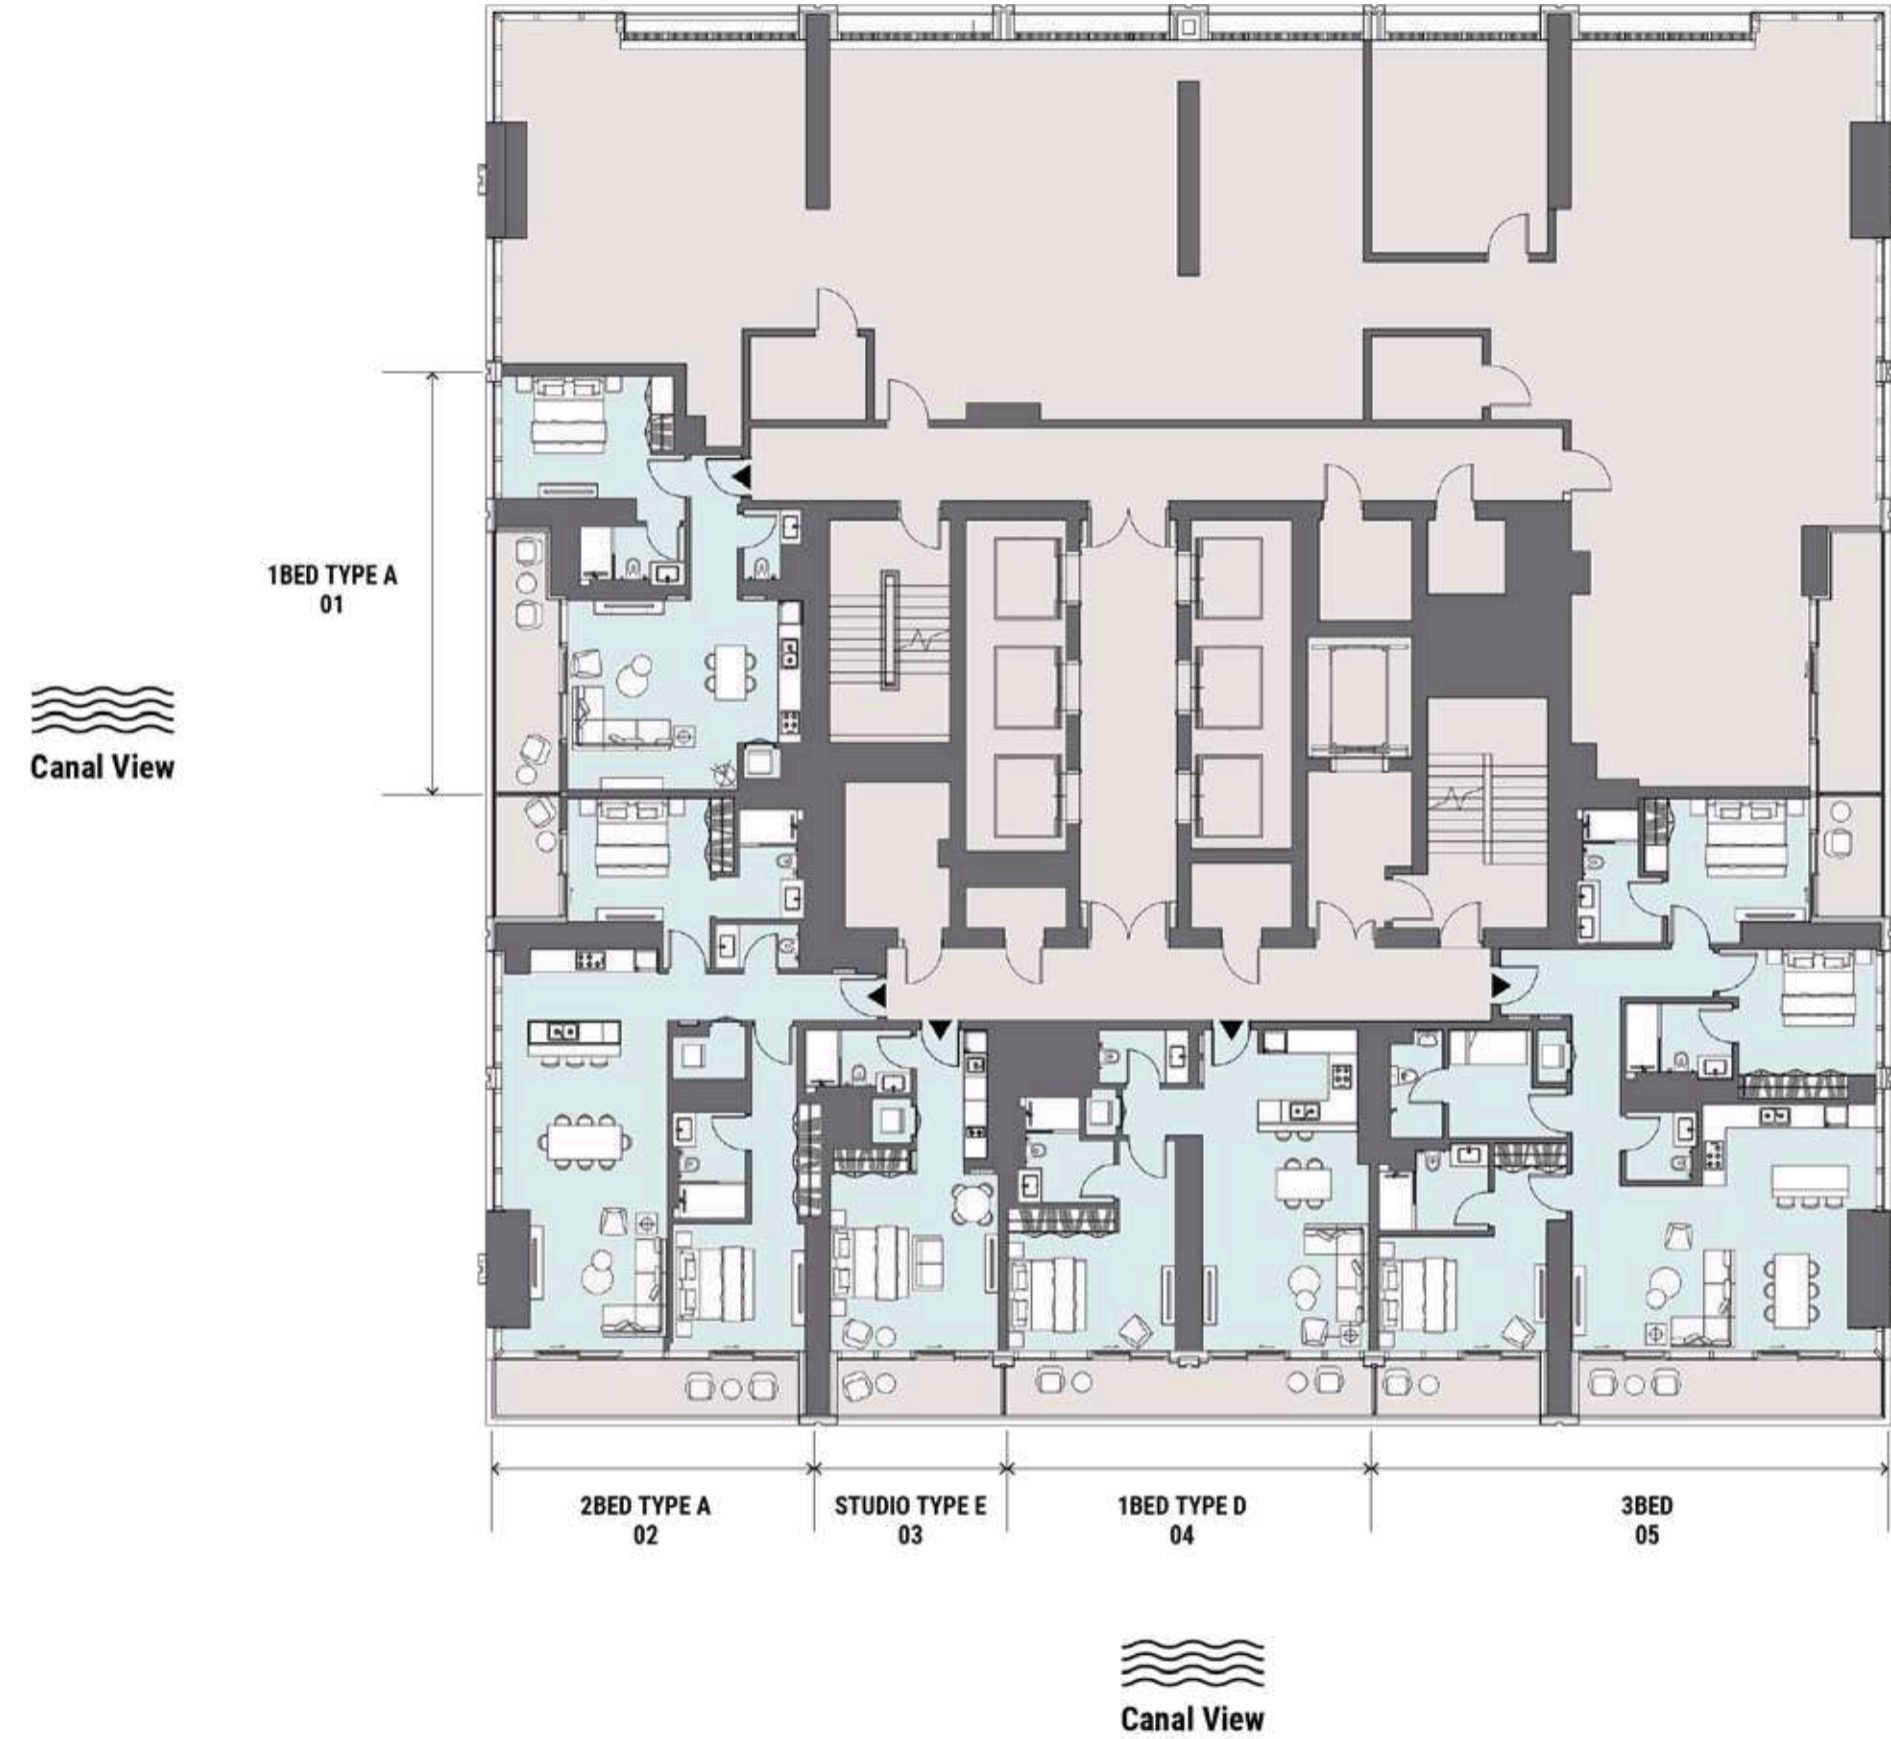 1BED TYPE A
01
Canal View
2BED TYPE A
02
STUDIO TYPE E
03
1BED TYPE D
04
3BED
05
Canal View